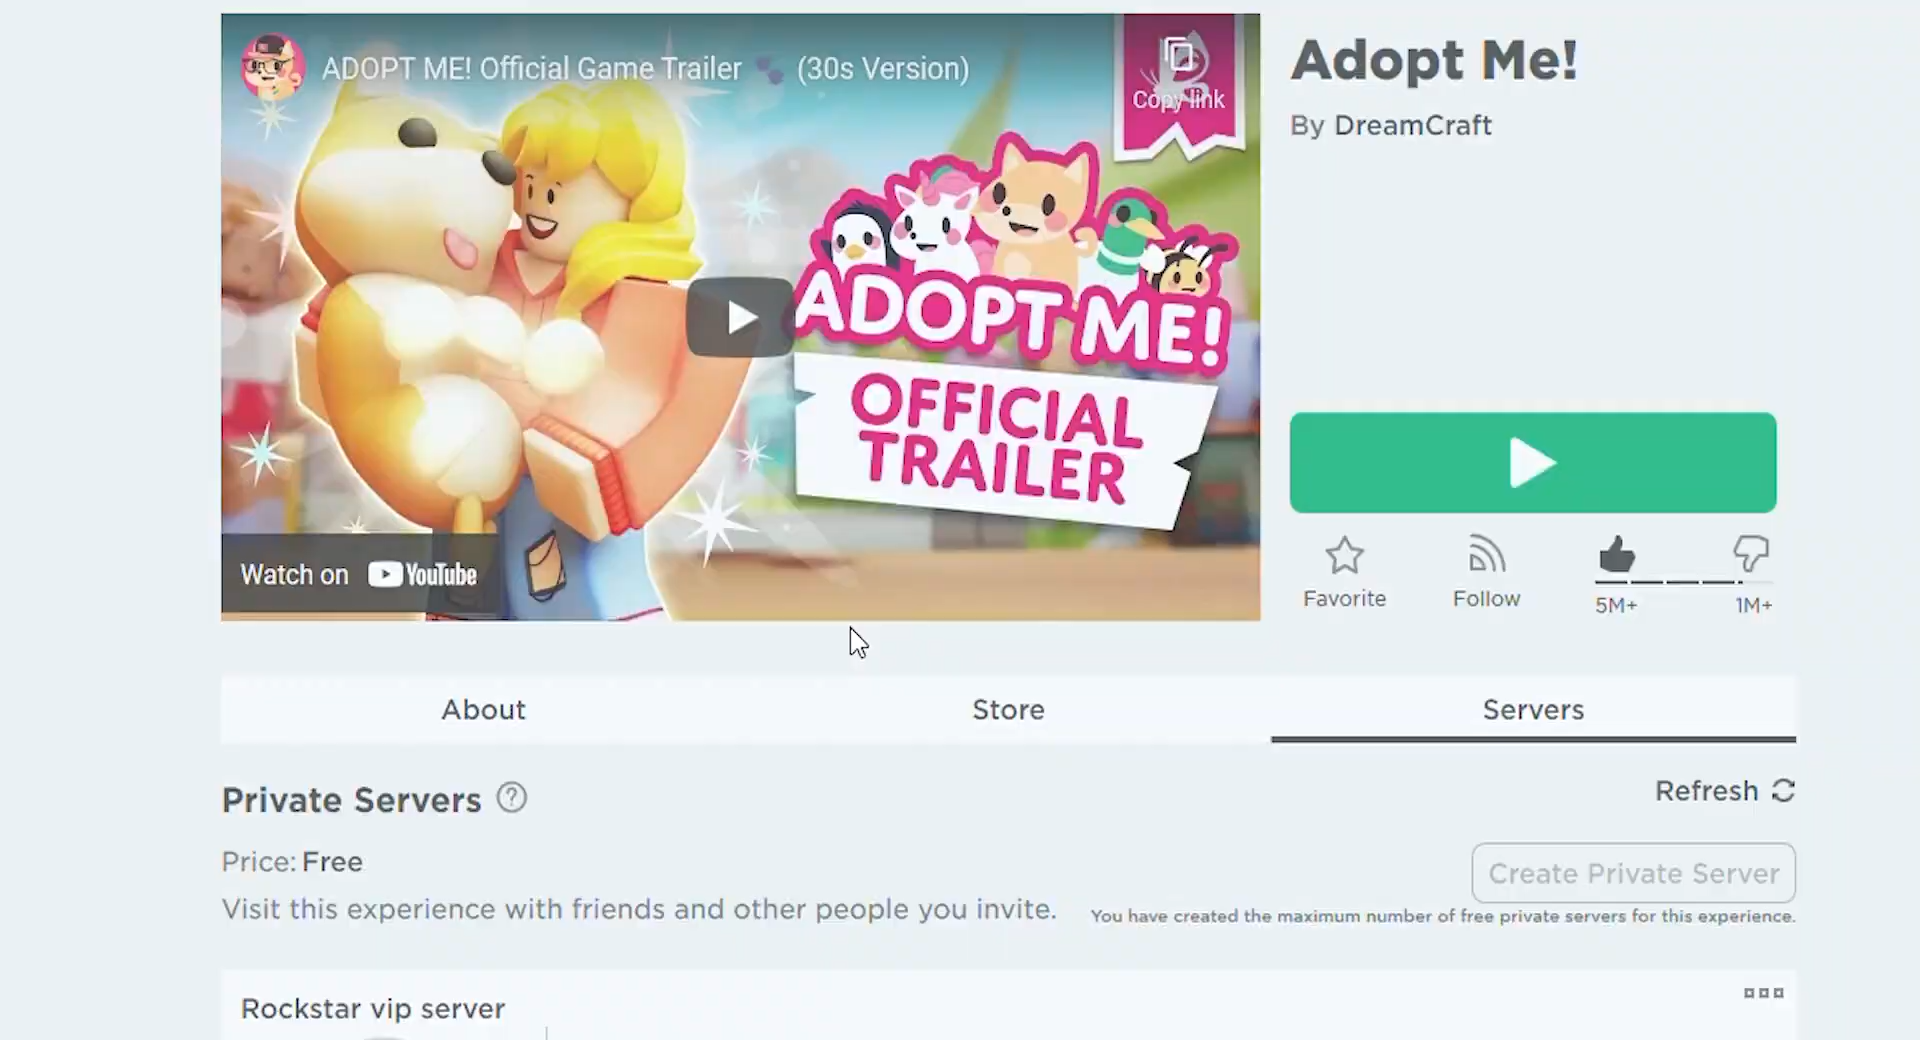 ADOPT ME! Official Game Trailer 🐾 (30s Version)
Copy link
ADOPT ME!
OFFICIAL
TRAILER
Watch on YouTube
Adopt Me!
By DreamCraft
Favorite
Follow
5M+
1M+
About
Store
Servers
Private Servers ?
Refresh
Price: Free
Create Private Server
Visit this experience with friends and other people you invite.
You have created the maximum number of free private servers for this experience.
Rockstar vip server